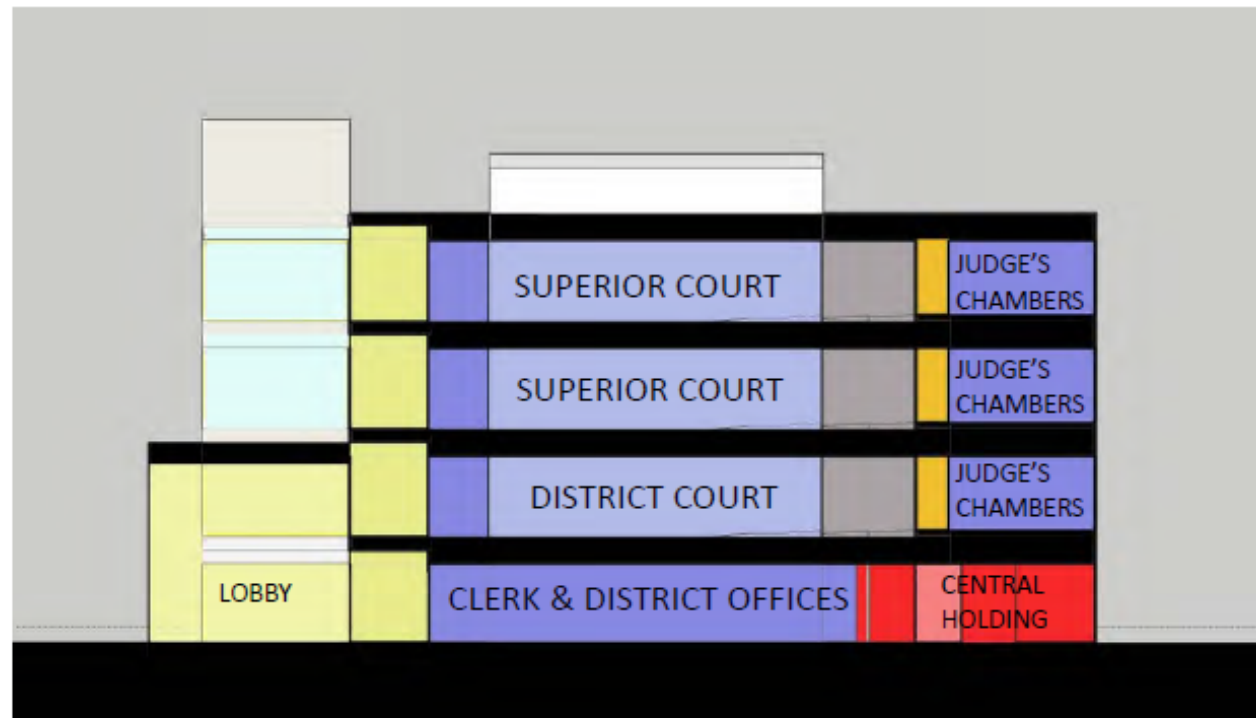 SUPERIOR COURT
JUDGE'S
CHAMBERS
SUPERIOR COURT
JUDGE'S
CHAMBERS
DISTRICT COURT
JUDGE'S
CHAMBERS
LOBBY
CLERK & DISTRICT OFFICES
CENTRAL
HOLDING